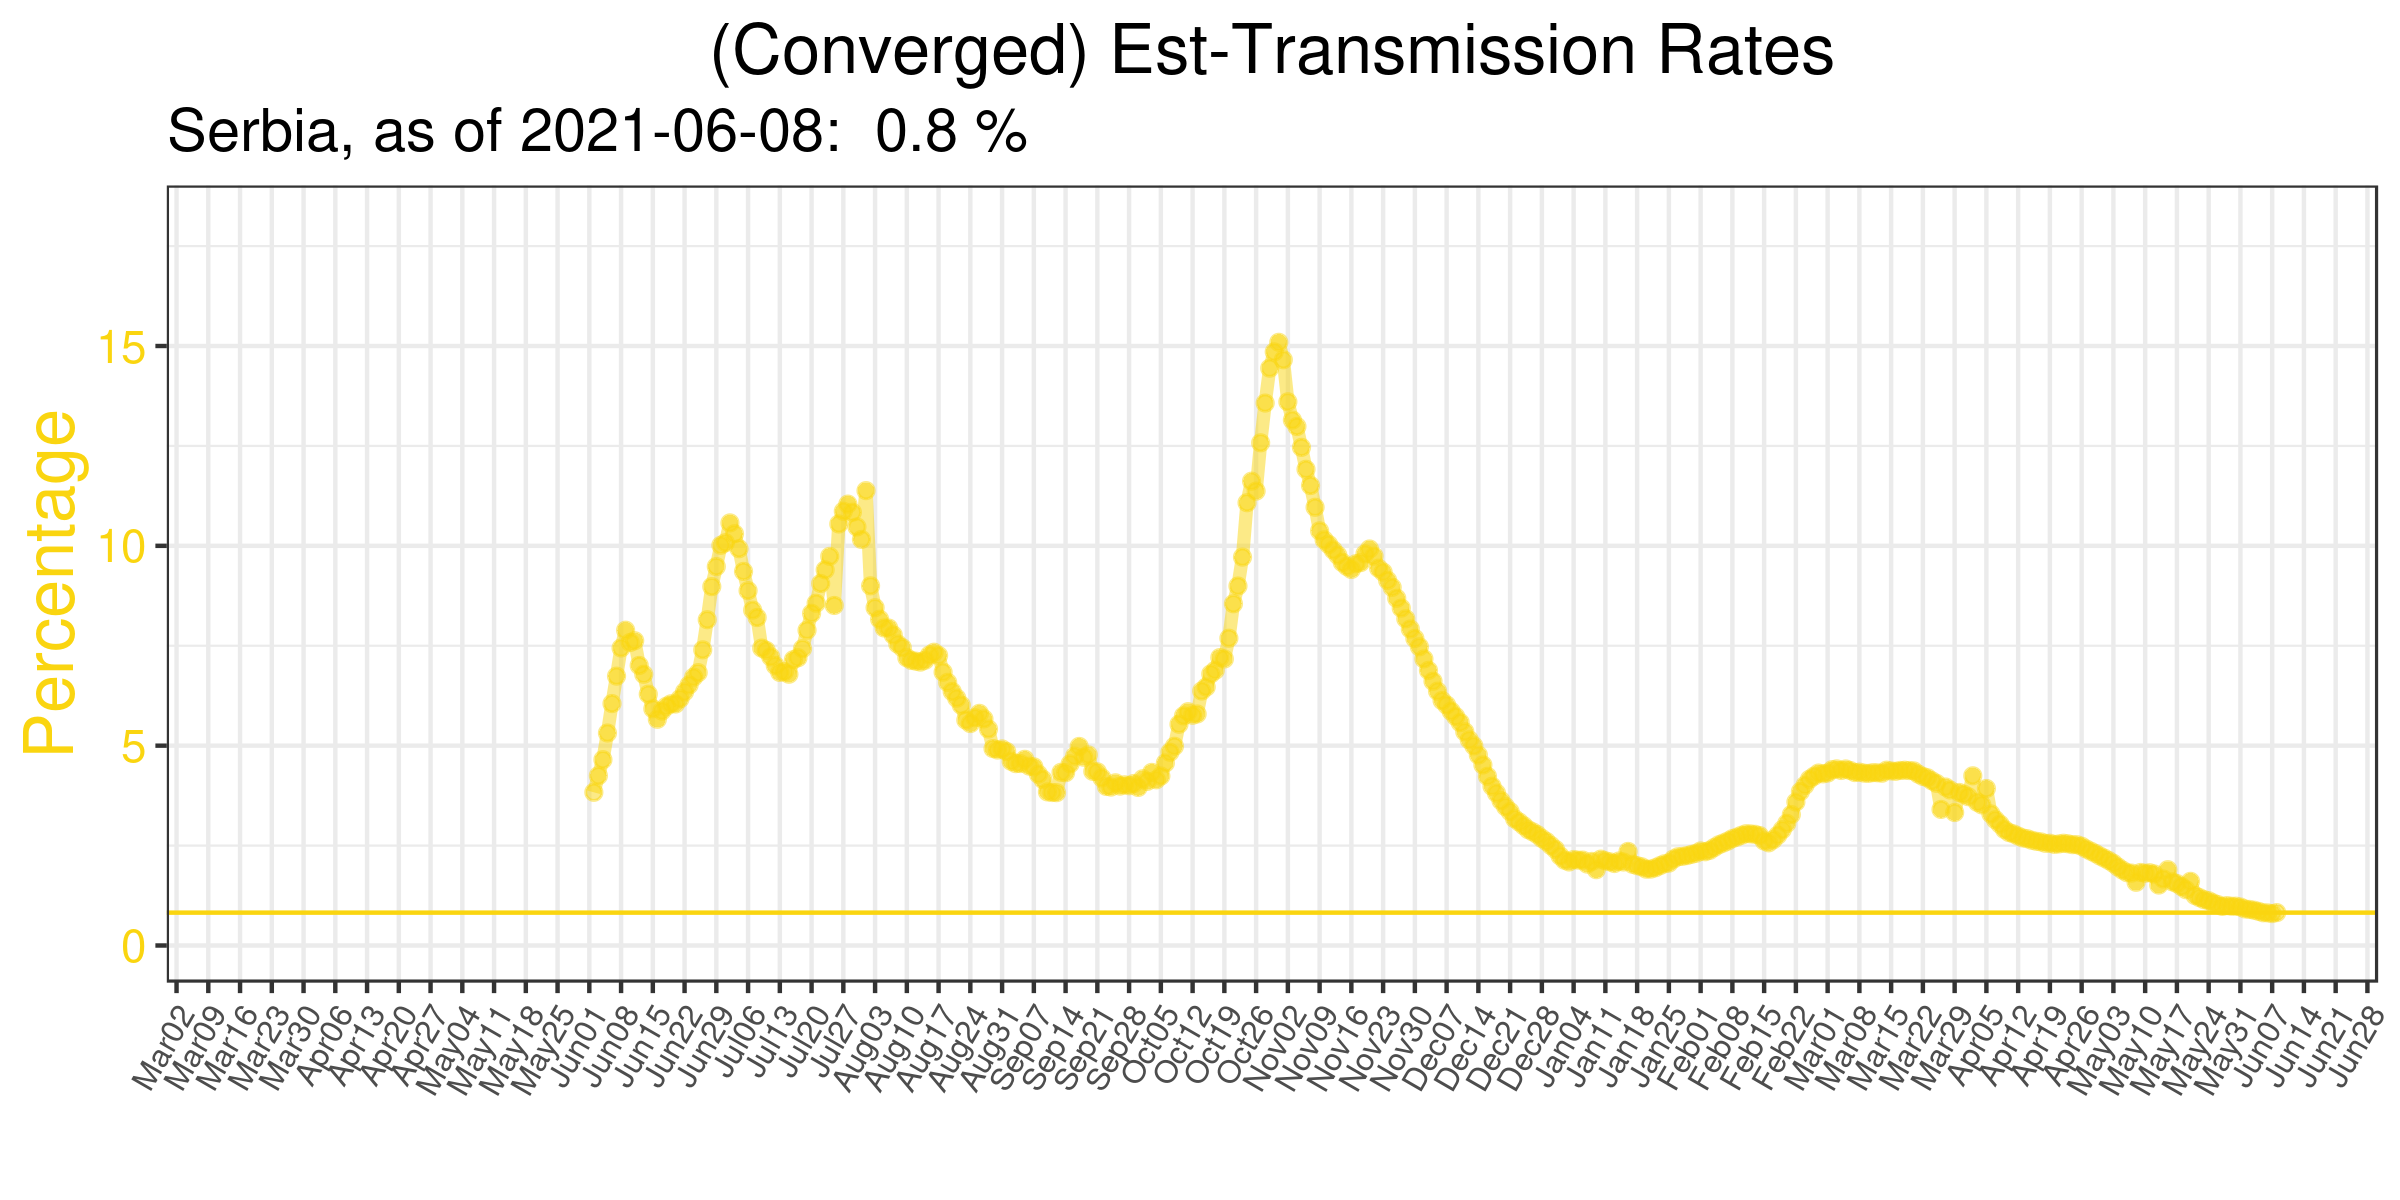 (Converged) Est-Transmission Rates
Serbia, as of 2021-06-08:  0.8 %
Percentage
15
10
5
0
Mar02
Mar09
Mar16
Mar23
Mar30
Apr06
Apr13
Apr20
Apr27
May04
May11
May18
May25
Jun01
Jun08
Jun15
Jun22
Jun29
Jul06
Jul13
Jul20
Jul27
Aug03
Aug10
Aug17
Aug24
Aug31
Sep07
Sep14
Sep21
Sep28
Oct05
Oct12
Oct19
Oct26
Nov02
Nov09
Nov16
Nov23
Nov30
Dec07
Dec14
Dec21
Dec28
Jan04
Jan11
Jan18
Jan25
Feb01
Feb08
Feb15
Feb22
Mar01
Mar08
Mar15
Mar22
Mar29
Apr05
Apr12
Apr19
Apr26
May03
May10
May17
May24
May31
Jun07
Jun14
Jun21
Jun28